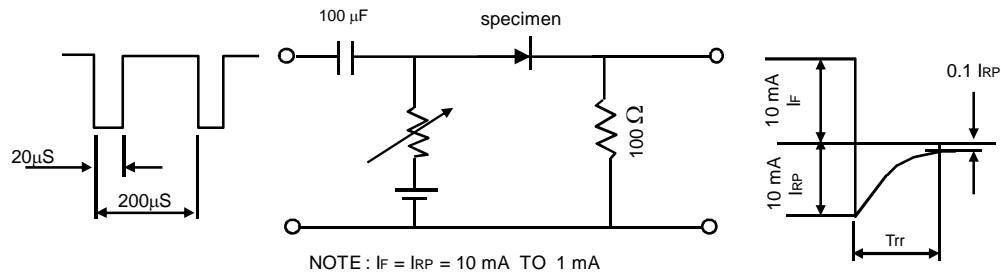 20μS
200μS
100 μF
specimen
100 Ω
NOTE : IF = IRP = 10 mA TO 1 mA
10 mA
IF
10 mA
IRP
0.1 IRP
Trr